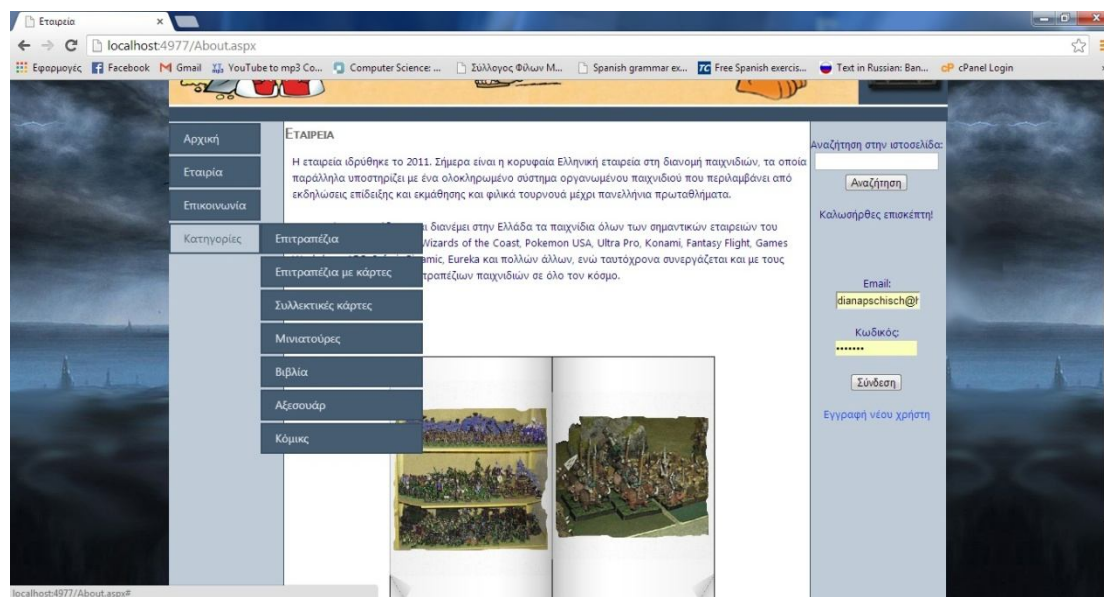 Εταιρεία
localhost:4977/About.aspx
Εφαρμογές Facebook Gmail YouTube to mp3 Co... Computer Science: ... Σύλλογος Φίλων Μ... Spanish grammar ex... Free Spanish exercis... Text in Russian: Ban... cPanel Login
Αρχική
Εταιρία
Επικοινωνία
Κατηγορίες
Επιτραπέζια
Επιτραπέζια με κάρτες
Συλλεκτικές κάρτες
Μινιατούρες
Βιβλία
Αξεσουάρ
Κόμικς
ΕΤΑΙΡΕΙΑ
Η εταιρεία ιδρύθηκε το 2011. Σήμερα είναι η κορυφαία Ελληνική εταιρεία στη διανομή παιχνιδιών, τα οποία
παράλληλα υποστηρίζει με ένα ολοκληρωμένο σύστημα οργανωμένου παιχνιδιού που περιλαμβάνει από
εκδηλώσεις επίδειξης και εκμάθησης και φιλικά τουρνουά μέχρι πανελλήνια πρωταθλήματα.
διανέμει στην Ελλάδα τα παιχνίδια όλων των σημαντικών εταιρειών του
Wizards of the Coast, Pokemon USA, Ultra Pro, Konami, Fantasy Flight, Games
Eureka και πολλών άλλων, ενώ ταυτόχρονα συνεργάζεται και με τους
παιχνιδιών σε όλο τον κόσμο.
Αναζήτηση στην ιστοσελίδα:
Αναζήτηση
Καλωσήρθες επισκέπτη!
Email:
dianapschisch@h
Κωδικός:
•••••••
Σύνδεση
Εγγραφή νέου χρήστη
localhost:4977/About.aspx#